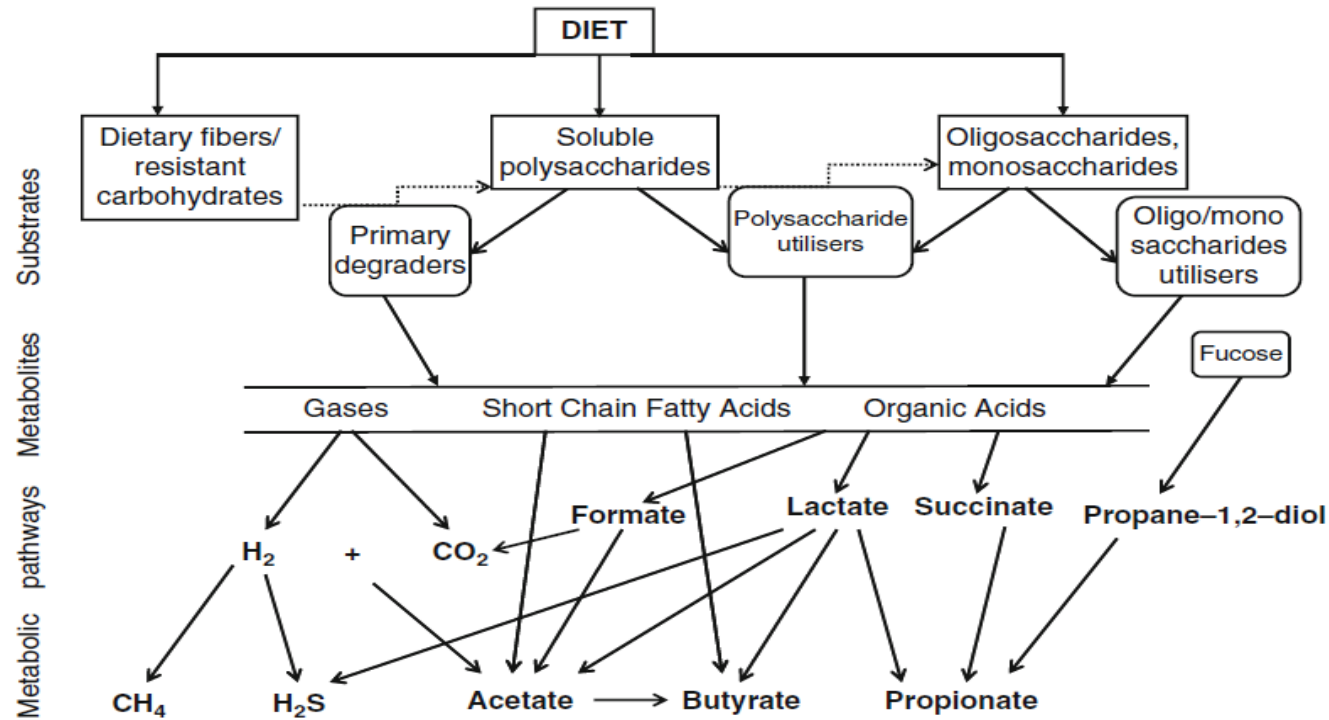 DIET
Dietary fibers/
resistant
carbohydrates
Soluble
polysaccharides
Oligosaccharides,
monosaccharides
Primary
degraders
Polysaccharide
utilisers
Oligo/mono
saccharides
utilisers
Fucose
Substrates
Metabolites
Metabolic pathways
Gases
Short Chain Fatty Acids
Organic Acids
Formate
Lactate
Succinate
Propane–1,2–diol
H₂
+
CO₂
CH₄
H₂S
Acetate
Butyrate
Propionate